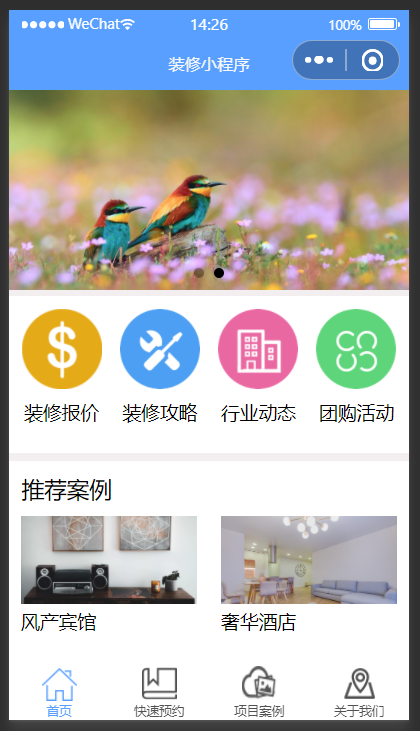 WeChat 14:26 100%
装修小程序
装修报价 装修攻略 行业动态 团购活动
推荐案例
风产宾馆 奢华酒店
首页 快速预约 项目案例 关于我们